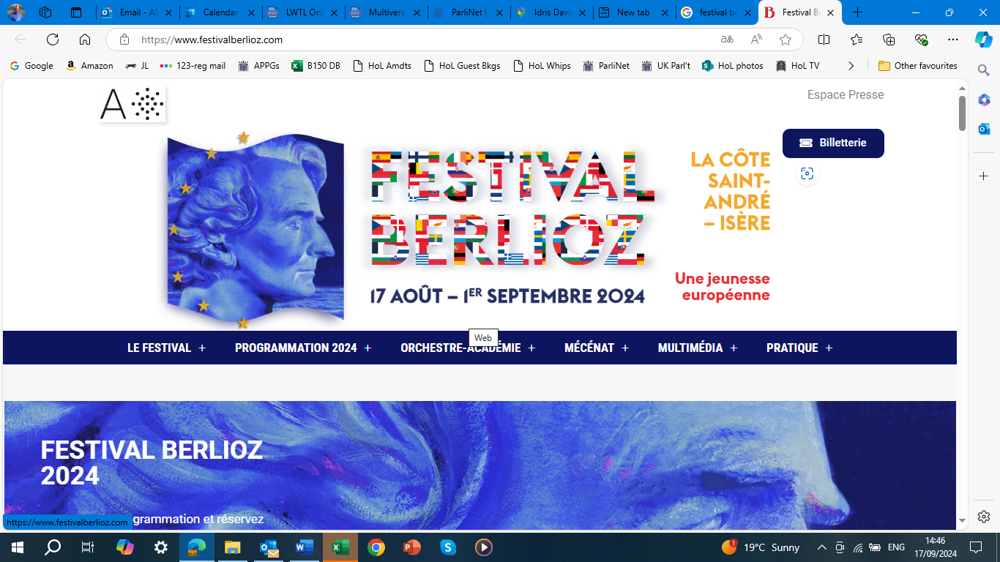 Email - AE
Calendar
LWTL Onl
Multivers
ParliNet |
Idris Davi
New tab
festival be
Festival Be
https://www.festivalberlioz.com
Google
Amazon
JL
123-reg mail
APPGs
B150 DB
HoL Amdts
HoL Guest Bkgs
HoL Whips
ParliNet
UK Parl't
HoL photos
HoL TV
Other favourites
A
Espace Presse
Billetterie
FESTIVAL
BERLIOZ
17 AOÛT – 1ER SEPTEMBRE 2024
LA CÔTE
SAINT-
ANDRÉ
– ISÈRE
Une jeunesse
européenne
Web
LE FESTIVAL +
PROGRAMMATION 2024 +
ORCHESTRE-ACADÉMIE +
MÉCÉNAT +
MULTIMÉDIA +
PRATIQUE +
FESTIVAL BERLIOZ
2024
grammation et réservez
https://www.festivalberlioz.com
1
19°C Sunny
ENG
14:46
17/09/2024